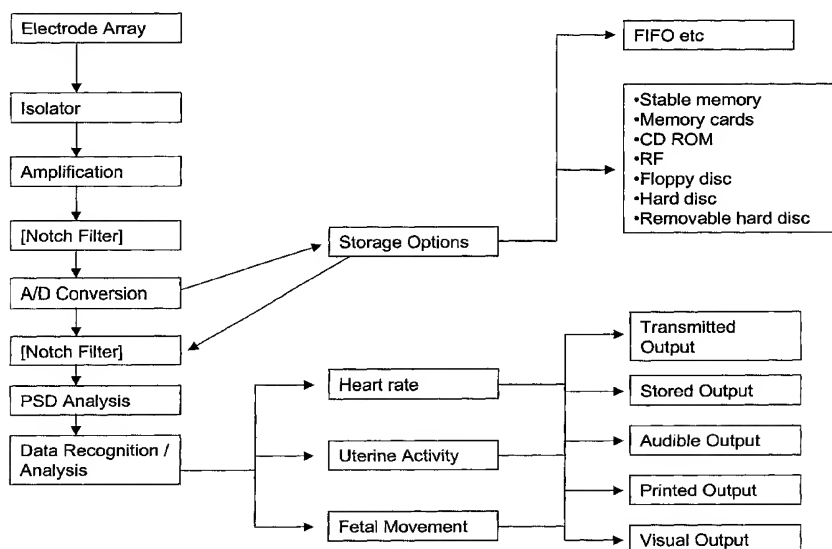 Electrode Array
Isolator
Amplification
[Notch Filter]
A/D Conversion
[Notch Filter]
PSD Analysis
Data Recognition /
Analysis
Storage Options
FIFO etc
•Stable memory
•Memory cards
•CD ROM
•RF
•Floppy disc
•Hard disc
•Removable hard disc
Heart rate
Uterine Activity
Fetal Movement
Transmitted
Output
Stored Output
Audible Output
Printed Output
Visual Output